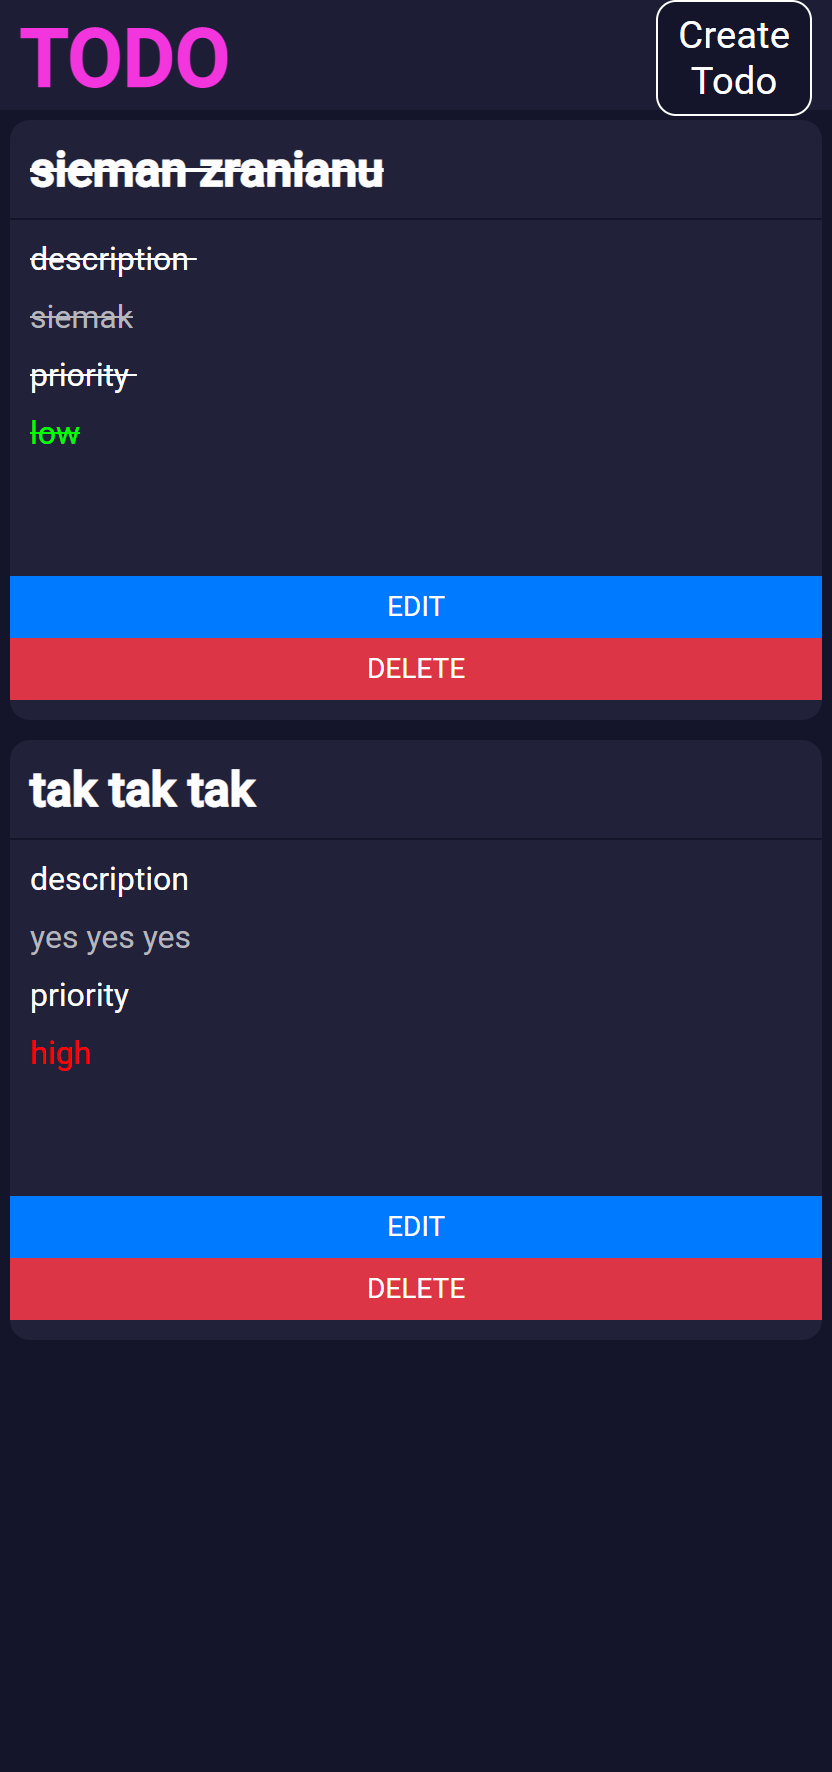 TODO
Create
Todo
sieman zranianu
description
siemak
priority
low
EDIT
DELETE
tak tak tak
description
yes yes yes
priority
high
EDIT
DELETE